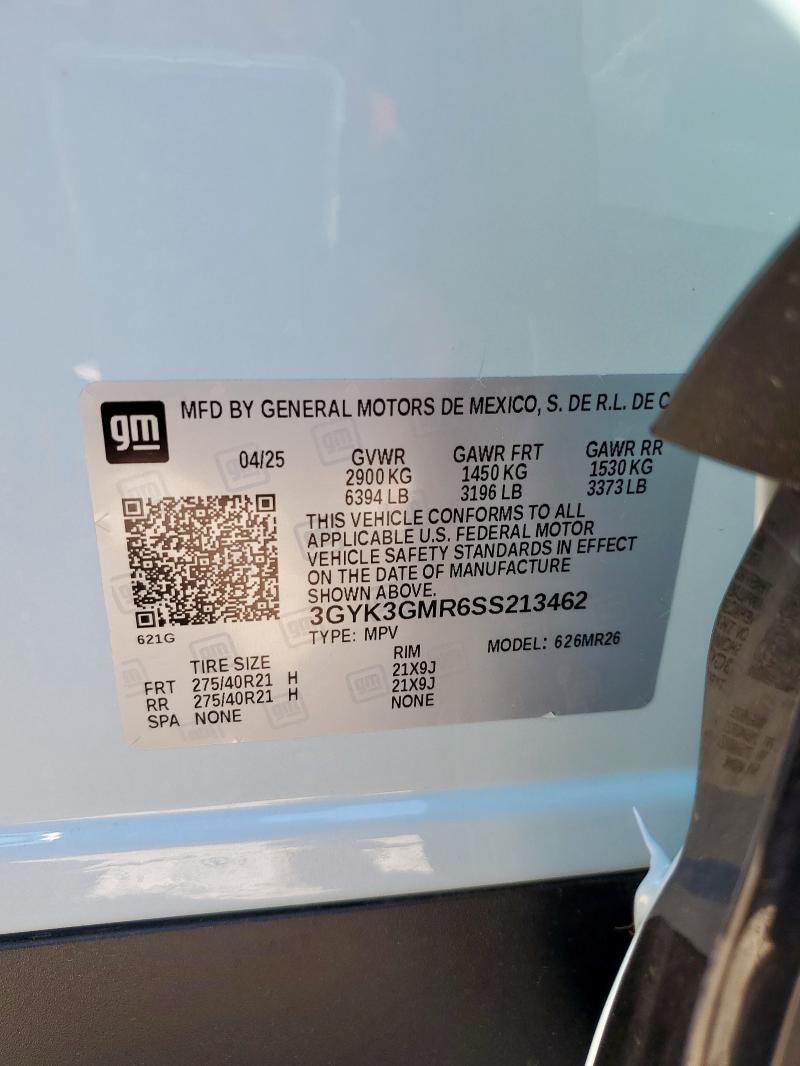 gm
MFD BY GENERAL MOTORS DE MEXICO, S. DE R.L. DE C
04/25
GVWR GAWR FRT GAWR RR
2900 KG 1450 KG 1530 KG
6394 LB 3196 LB 3373 LB
THIS VEHICLE CONFORMS TO ALL
APPLICABLE U.S. FEDERAL MOTOR
VEHICLE SAFETY STANDARDS IN EFFECT
ON THE DATE OF MANUFACTURE
SHOWN ABOVE.
3GYK3GMR6SS213462
621G
TYPE: MPV MODEL: 626MR26
TIRE SIZE RIM
FRT 275/40R21 H 21X9J
RR 275/40R21 H 21X9J
SPA NONE NONE